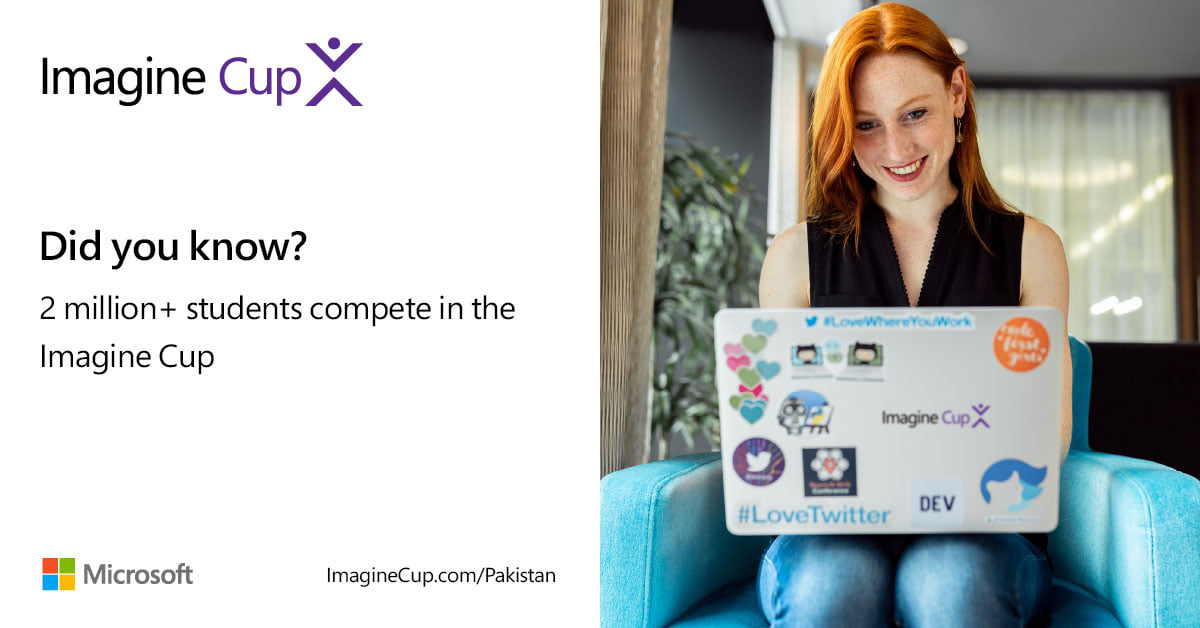 Imagine Cup
Did you know?
2 million+ students compete in the
Imagine Cup
Microsoft
ImagineCup.com/Pakistan
#LoveWhereYouWork
code
first
girls
Imagine Cup
DEV
#LoveTwitter